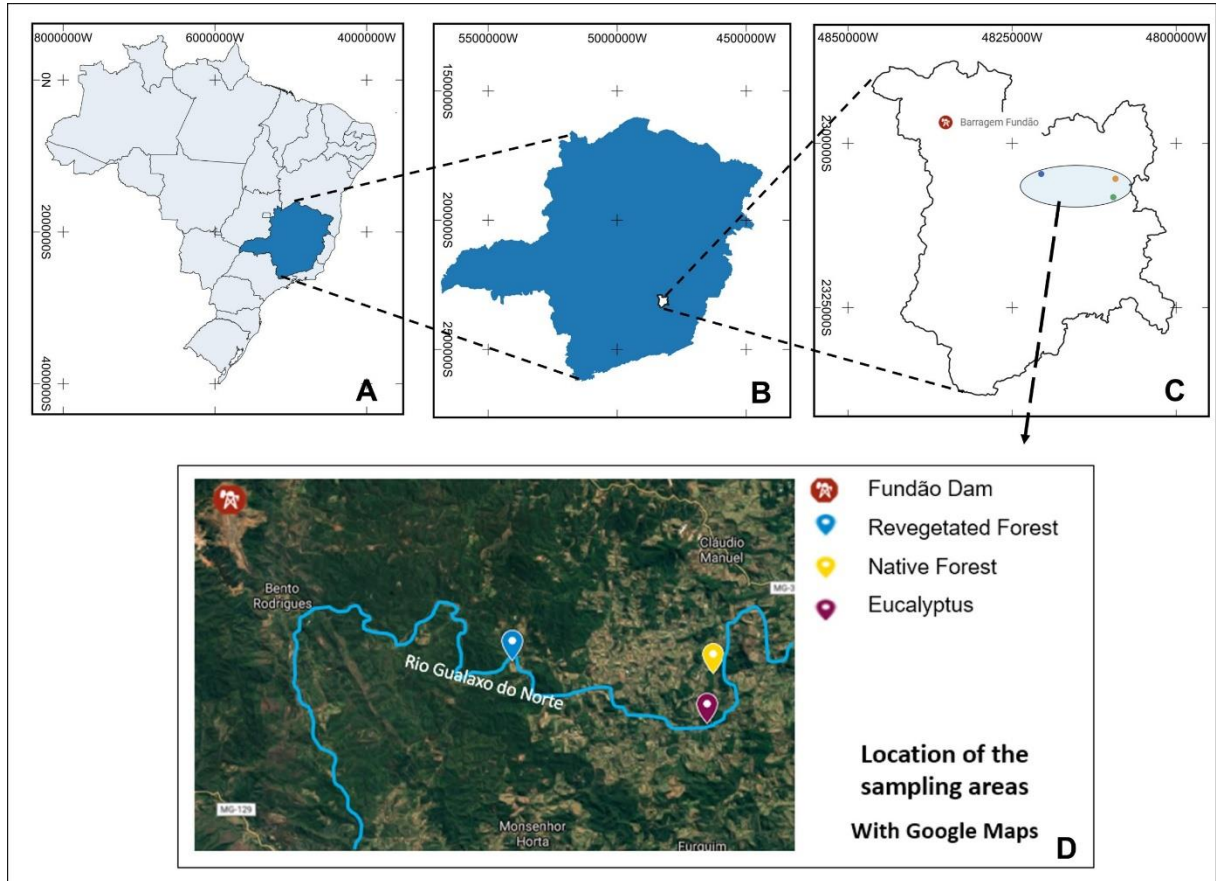 8000000W 6000000W 4000000W
0N
2000000S
4000000S
A
5500000W 5000000W 4500000W
1500000S
2000000S
2500000S
B
4850000W 4825000W 4800000W
2300000S
2325000S
Barragem Fundão
C
Bento
Rodrigues
Rio Gualaxo do Norte
Cláudio
Manuel
MG-3
MG-129
Monsenhor
Horta
Furquim
Fundão Dam
Revegetated Forest
Native Forest
Eucalyptus
Location of the
sampling areas
With Google Maps
D